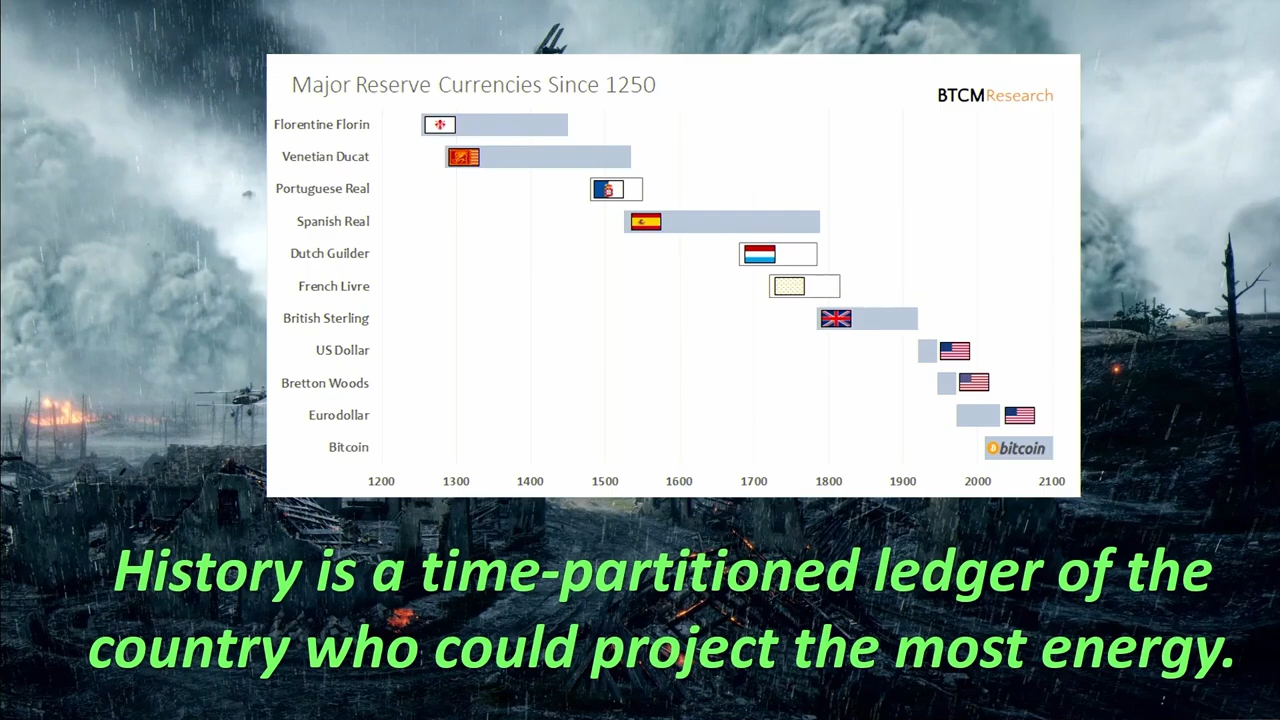 Major Reserve Currencies Since 1250
BTCMResearch
Florentine Florin
Venetian Ducat
Portuguese Real
Spanish Real
Dutch Guilder
French Livre
British Sterling
US Dollar
Bretton Woods
Eurodollar
Bitcoin
bitcoin
1200 1300 1400 1500 1600 1700 1800 1900 2000 2100
History is a time-partitioned ledger of the
country who could project the most energy.